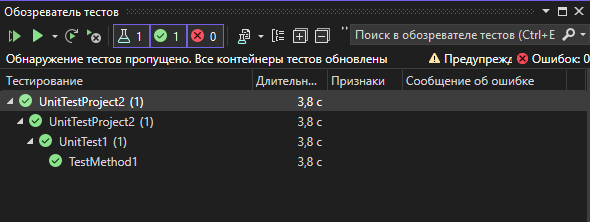 Обозреватель тестов
1 1 0 Поиск в обозревателе тестов (Ctrl+E
Обнаружение тестов пропущено. Все контейнеры тестов обновлены Предупрежд Ошибок: 0
Тестирование Длительн... Признаки Сообщение об ошибке
UnitTestProject2 (1) 3,8 с
UnitTestProject2 (1) 3,8 с
UnitTest1 (1) 3,8 с
TestMethod1 3,8 с